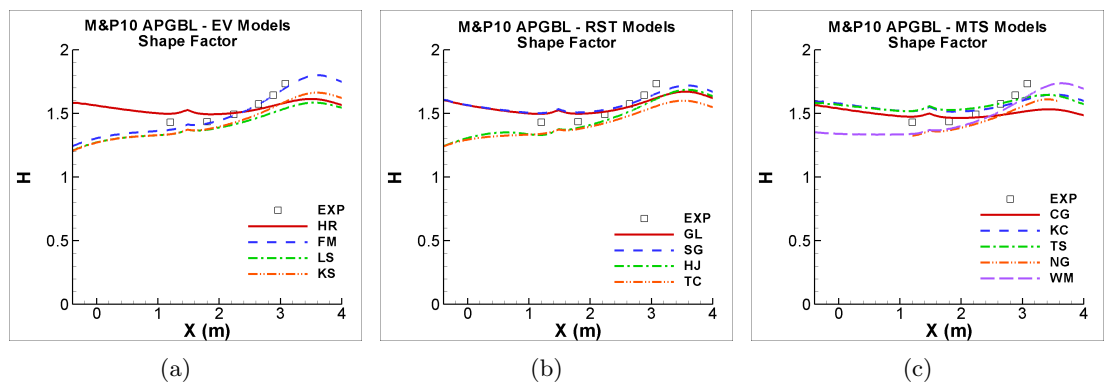 M&P10 APGBL - EV Models
Shape Factor
2
1.5
1
0.5
0
H
0
1
2
3
4
X (m)
EXP
HR
FM
LS
KS
(a)
M&P10 APGBL - RST Models
Shape Factor
2
1.5
1
0.5
0
H
0
1
2
3
4
X (m)
EXP
GL
SG
HJ
TC
(b)
M&P10 APGBL - MTS Models
Shape Factor
2
1.5
1
0.5
0
H
0
1
2
3
4
X (m)
EXP
CG
KC
TS
NG
WM
(c)